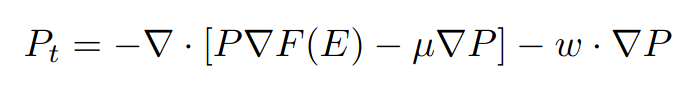 P_t = −∇ · [P∇F(E) − μ∇P] − w · ∇P